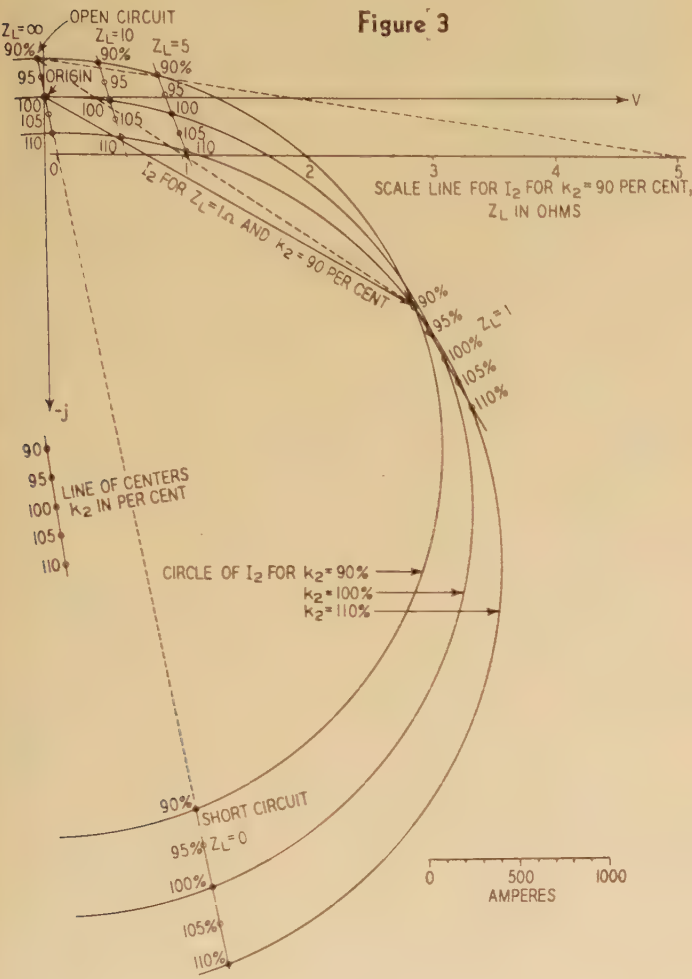 Figure 3
OPEN CIRCUIT
Z_L=∞
Z_L=10
Z_L=5
90%
90%
90%
95
ORIGIN
95
95
V
100
100
100
105
105
105
110
110
110
0
1
2
3
4
5
SCALE LINE FOR I₂ FOR k₂=90 PER CENT,
Z_L IN OHMS
I₂ FOR Z_L=1Ω AND k₂=90 PER CENT
90%
95%
Z_L=1
100%
105%
110%
-j
90
95
100
105
110
LINE OF CENTERS
k₂ IN PER CENT
CIRCLE OF I₂ FOR k₂=90%
k₂=100%
k₂=110%
90%
SHORT CIRCUIT
95%
Z_L=0
100%
105%
110%
0
500
1000
AMPERES